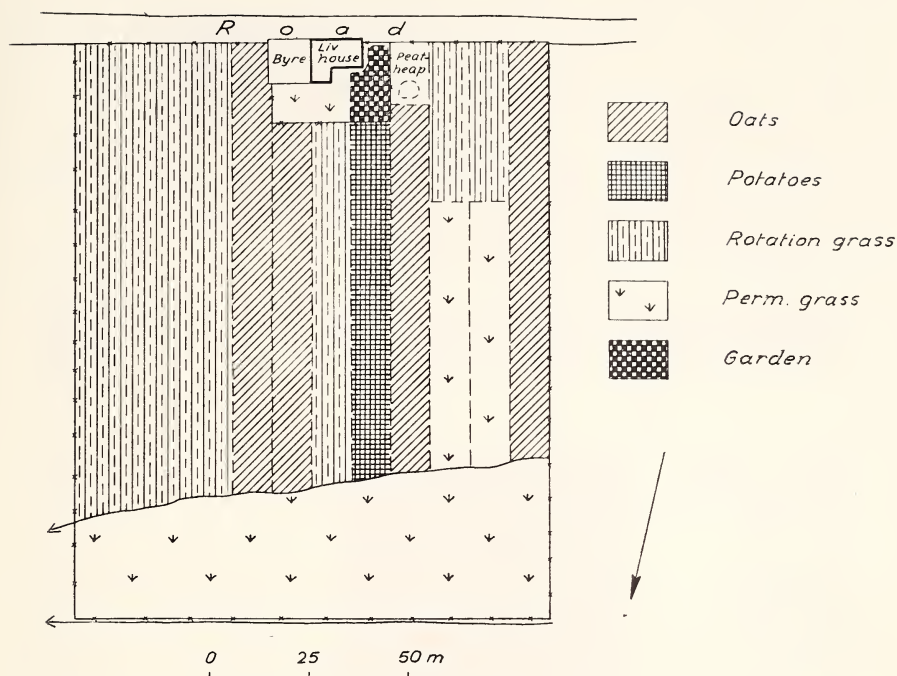 R o a d
Byre
Liv
house
Peat-
heap
Oats
Potatoes
Rotation grass
Perm. grass
Garden
0 25 50 m